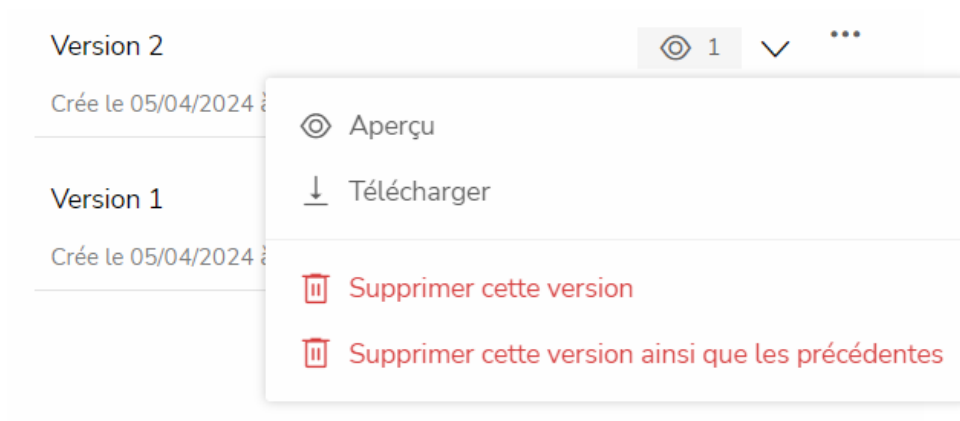 Version 2
1
Crée le 05/04/2024
Aperçu
Télécharger
Version 1
Crée le 05/04/2024
Supprimer cette version
Supprimer cette version ainsi que les précédentes